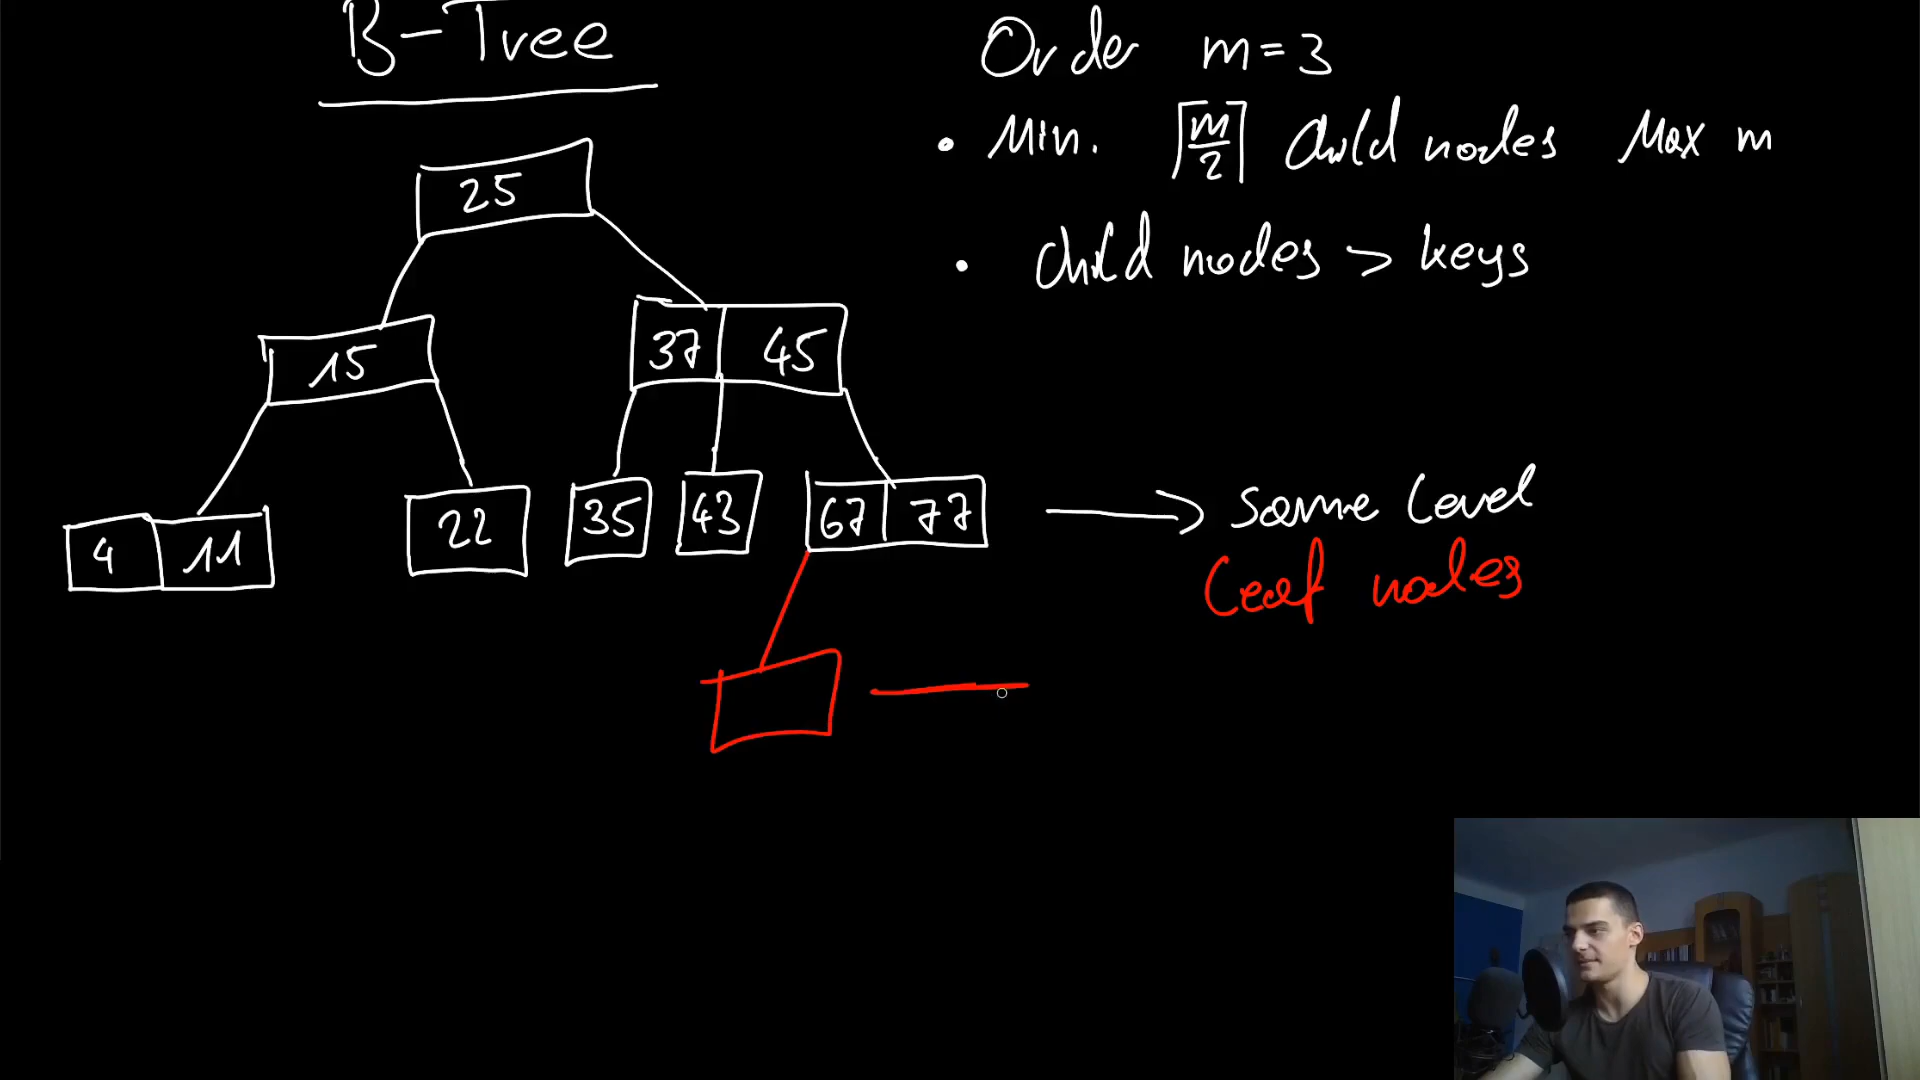 B-Tree
Order m=3
• Min. ⌈m/2⌉ child nodes Max m
• child nodes > keys
25
15
37 45
4 11
22
35
43
67 77
→ same level
leaf nodes